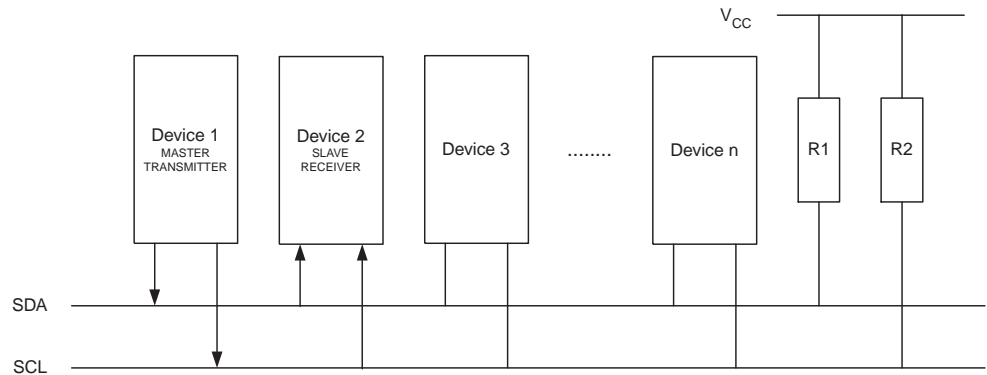 VCC
Device 1
MASTER
TRANSMITTER
Device 2
SLAVE
RECEIVER
Device 3
........
Device n
R1
R2
SDA
SCL